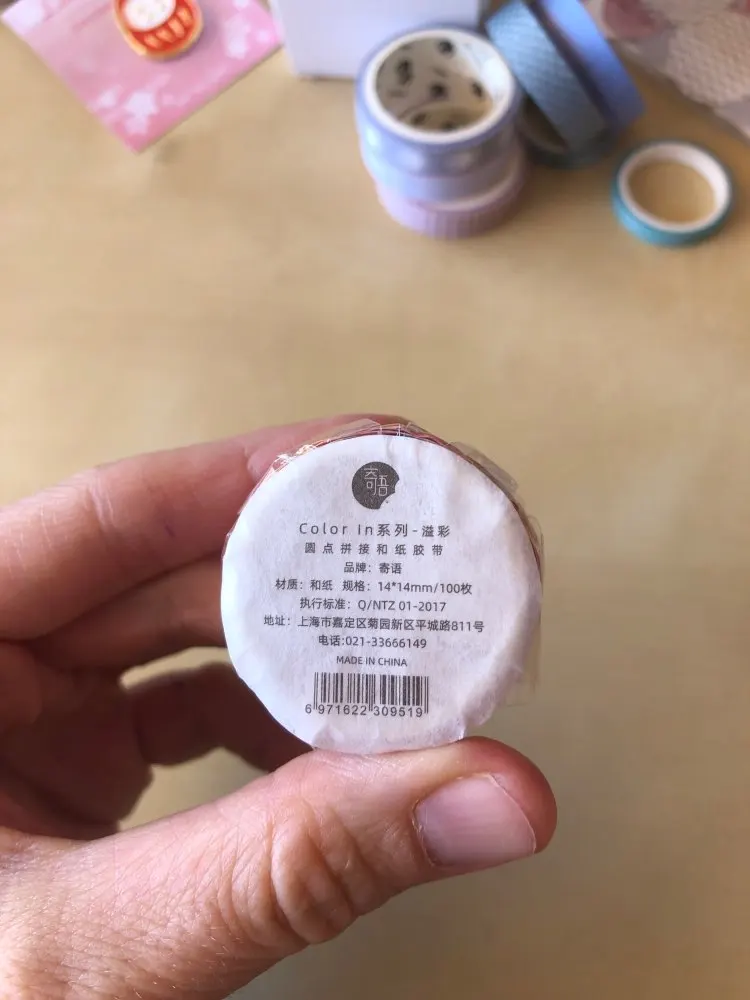 寄语
Color In系列-溢彩
圆点拼接和纸胶带
品牌：寄语
材质：和纸 规格：14*14mm/100枚
执行标准：Q/NTZ 01-2017
地址：上海市嘉定区菊园新区平城路811号
电话:021-33666149
MADE IN CHINA
6 971622 309519